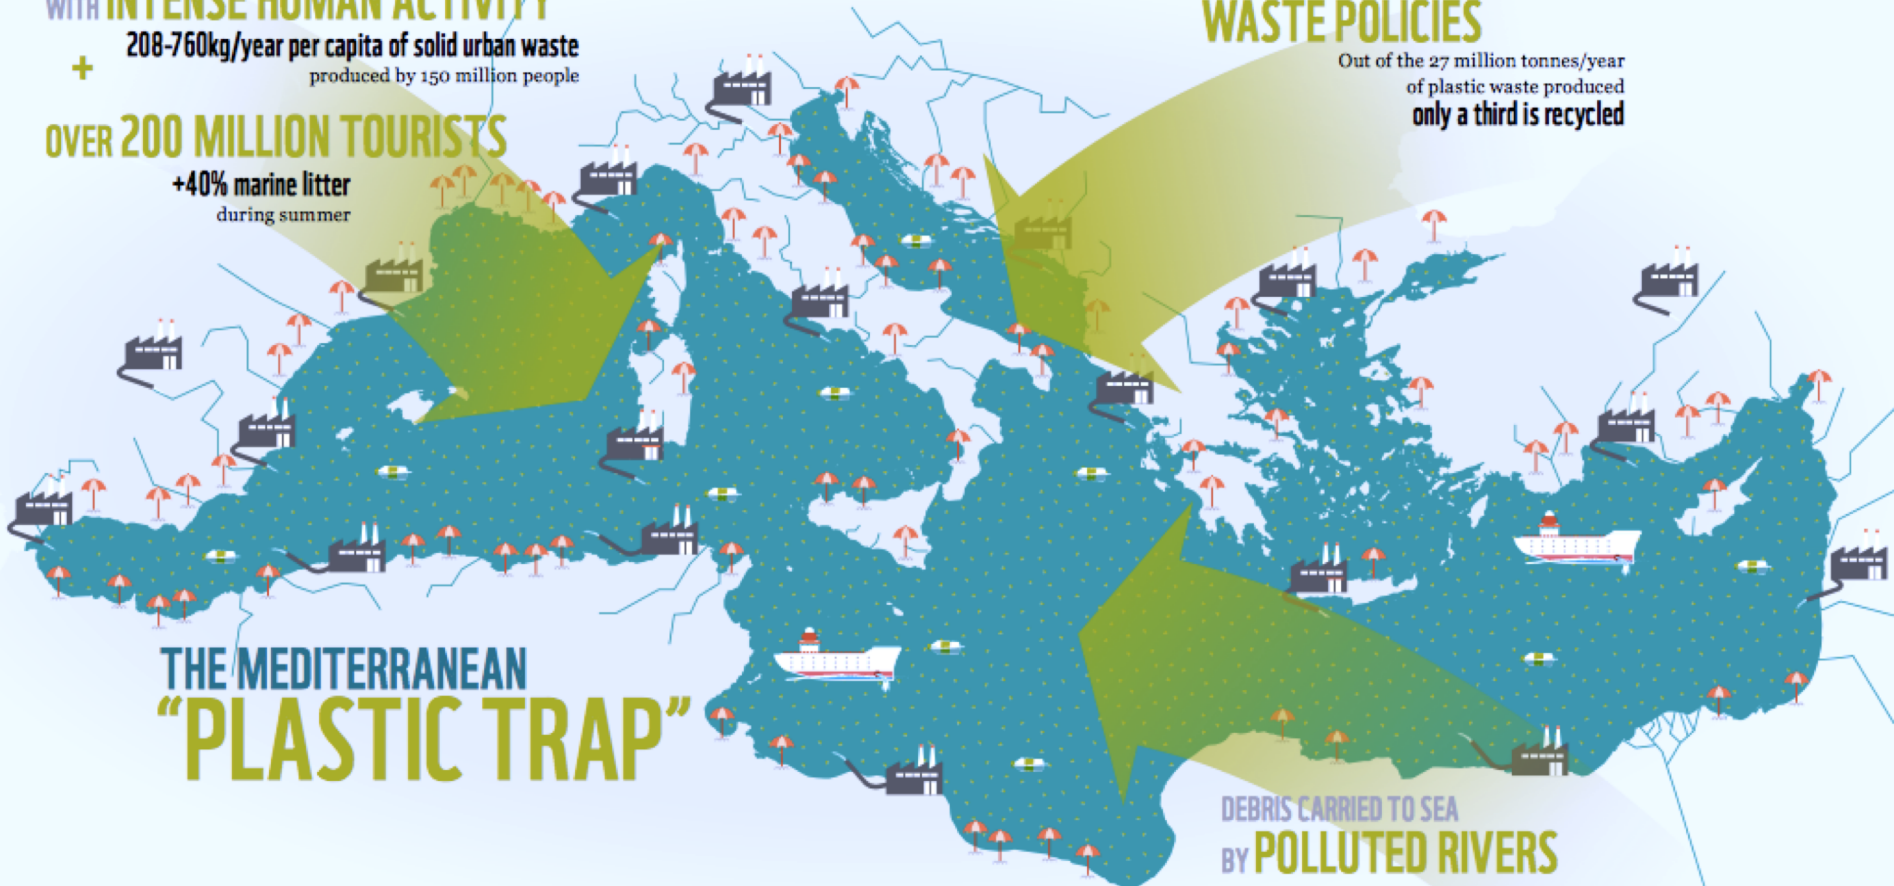 WITH INTENSE HUMAN ACTIVITY
208-760kg/year per capita of solid urban waste
produced by 150 million people
+
OVER 200 MILLION TOURISTS
+40% marine litter
during summer
WASTE POLICIES
Out of the 27 million tonnes/year
of plastic waste produced
only a third is recycled
THE MEDITERRANEAN
“PLASTIC TRAP”
DEBRIS CARRIED TO SEA
BY POLLUTED RIVERS